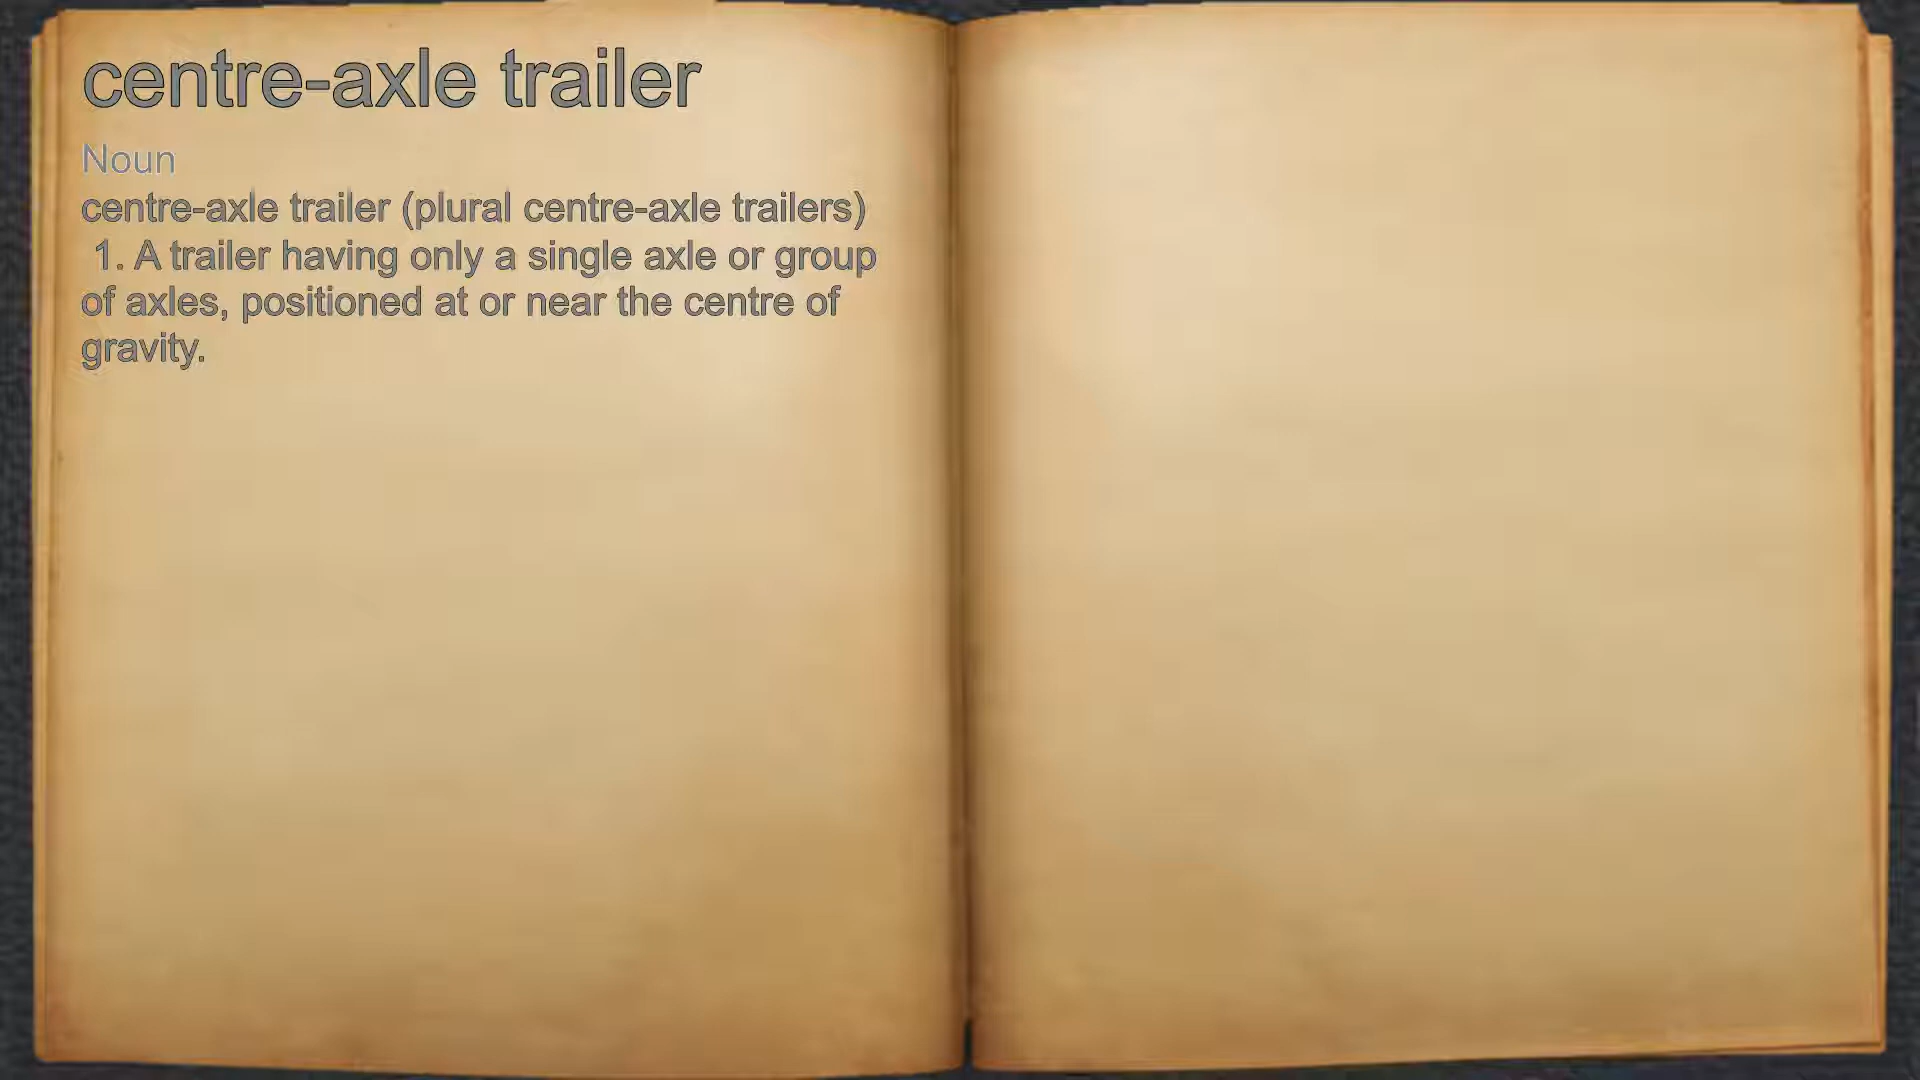 centre-axle trailer
Noun
centre-axle trailer (plural centre-axle trailers)
1. A trailer having only a single axle or group
of axles, positioned at or near the centre of
gravity.